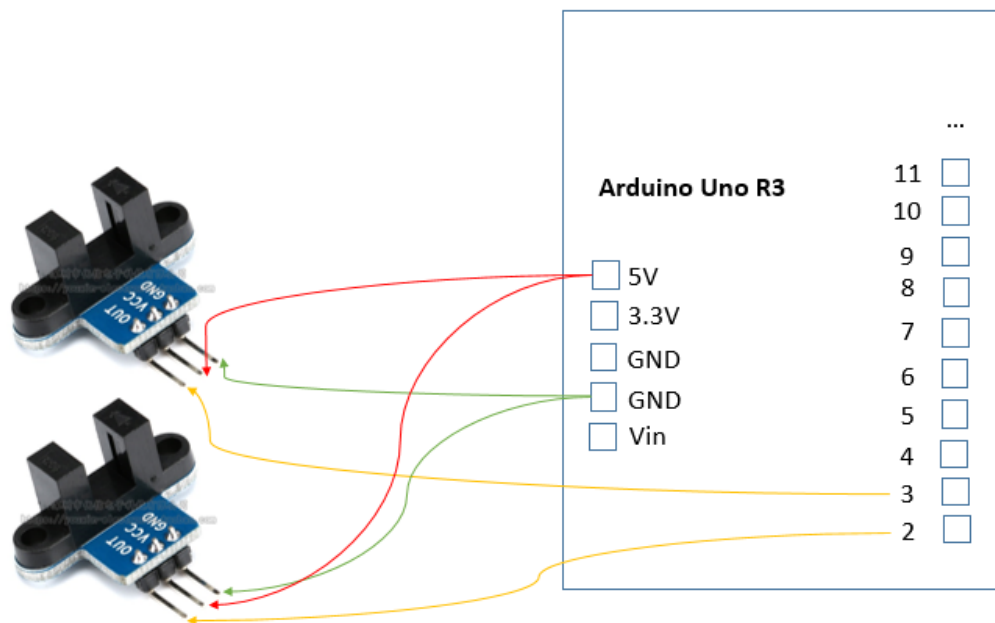 ...
11
Arduino Uno R3
10
9
5V
8
3.3V
7
GND
6
GND
5
Vin
4
3
2
OUT
VCC
GND
OUT
VCC
GND